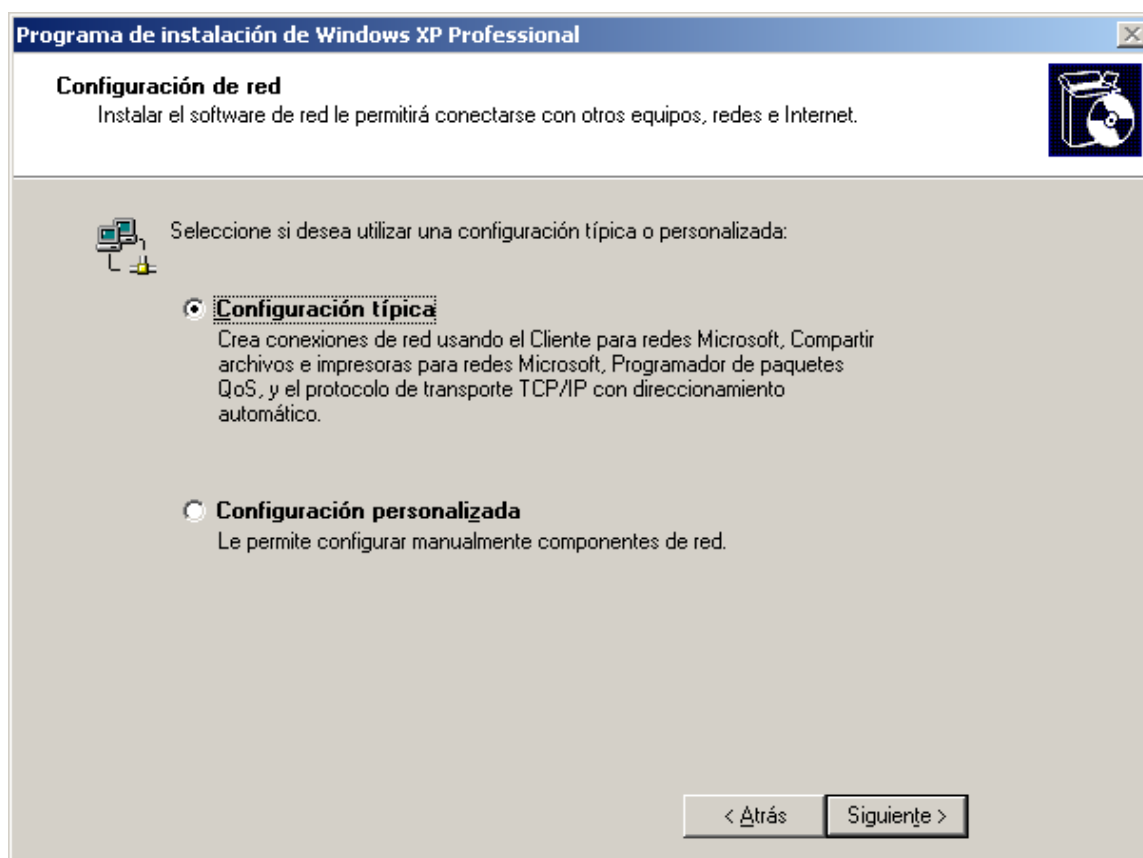 Programa de instalación de Windows XP Professional
Configuración de red
Instalar el software de red le permitirá conectarse con otros equipos, redes e Internet.
Seleccione si desea utilizar una configuración típica o personalizada:
Configuración típica
Crea conexiones de red usando el Cliente para redes Microsoft, Compartir
archivos e impresoras para redes Microsoft, Programador de paquetes
QoS, y el protocolo de transporte TCP/IP con direccionamiento
automático.
Configuración personalizada
Le permite configurar manualmente componentes de red.
< Atrás
Siguiente >